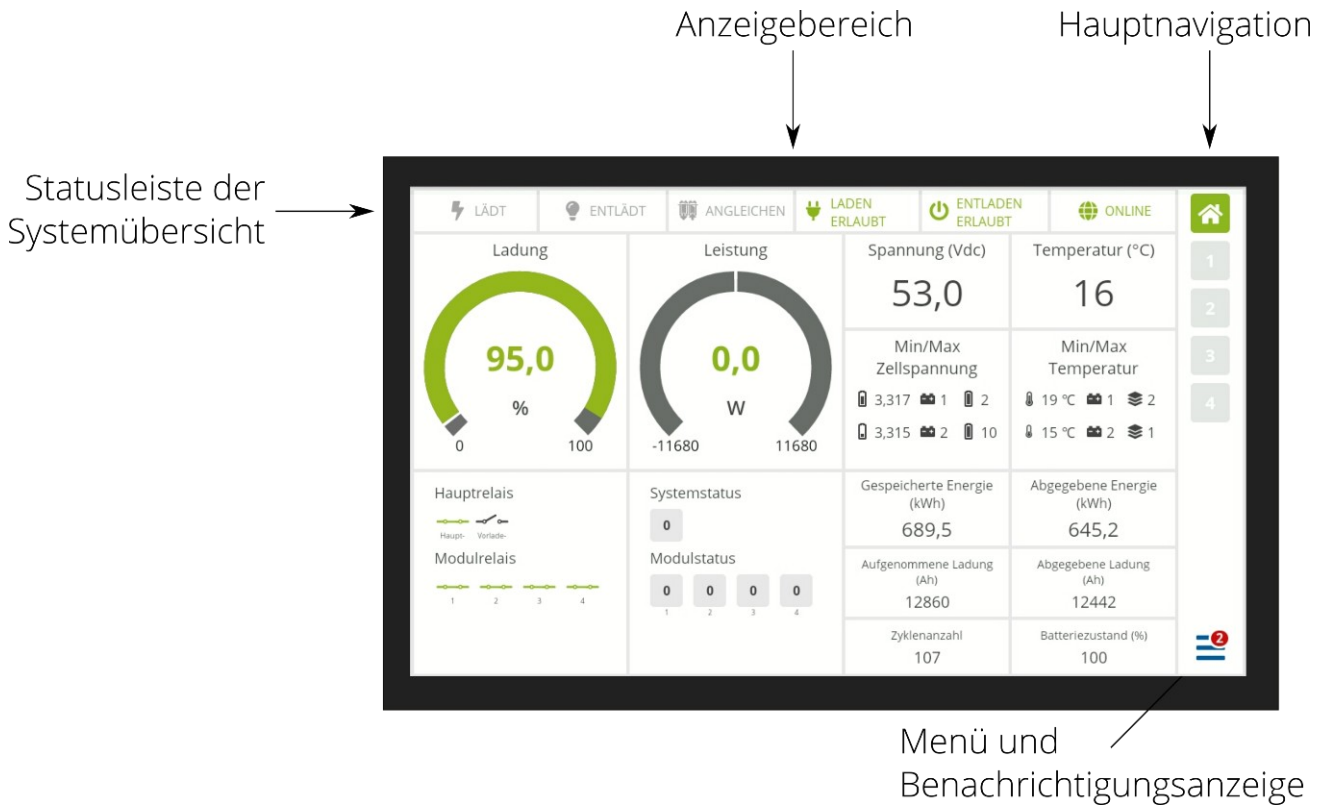 Anzeigebereich
Hauptnavigation
Statusleiste der
Systemübersicht
LÄDT
ENTLÄDT
ANGLEICHEN
LADEN
ERLAUBT
ENTLADEN
ERLAUBT
ONLINE
Ladung
95,0
%
0
100
Leistung
0,0
W
-11680
11680
Spannung (Vdc)
53,0
Temperatur (°C)
16
Min/Max
Zellspannung
3,317 1 2
3,315 2 10
Min/Max
Temperatur
19 °C 1 2
15 °C 2 1
1
2
3
4
Hauptrelais
Haupt- Vorlade-
Modulrelais
1 2 3 4
Systemstatus
0
Modulstatus
0 0 0 0
1 2 3 4
Gespeicherte Energie
(kWh)
689,5
Abgegebene Energie
(kWh)
645,2
Aufgenommene Ladung
(Ah)
12860
Abgegebene Ladung
(Ah)
12442
Zyklenanzahl
107
Batteriezustand (%)
100
2
Menü und
Benachrichtigungsanzeige